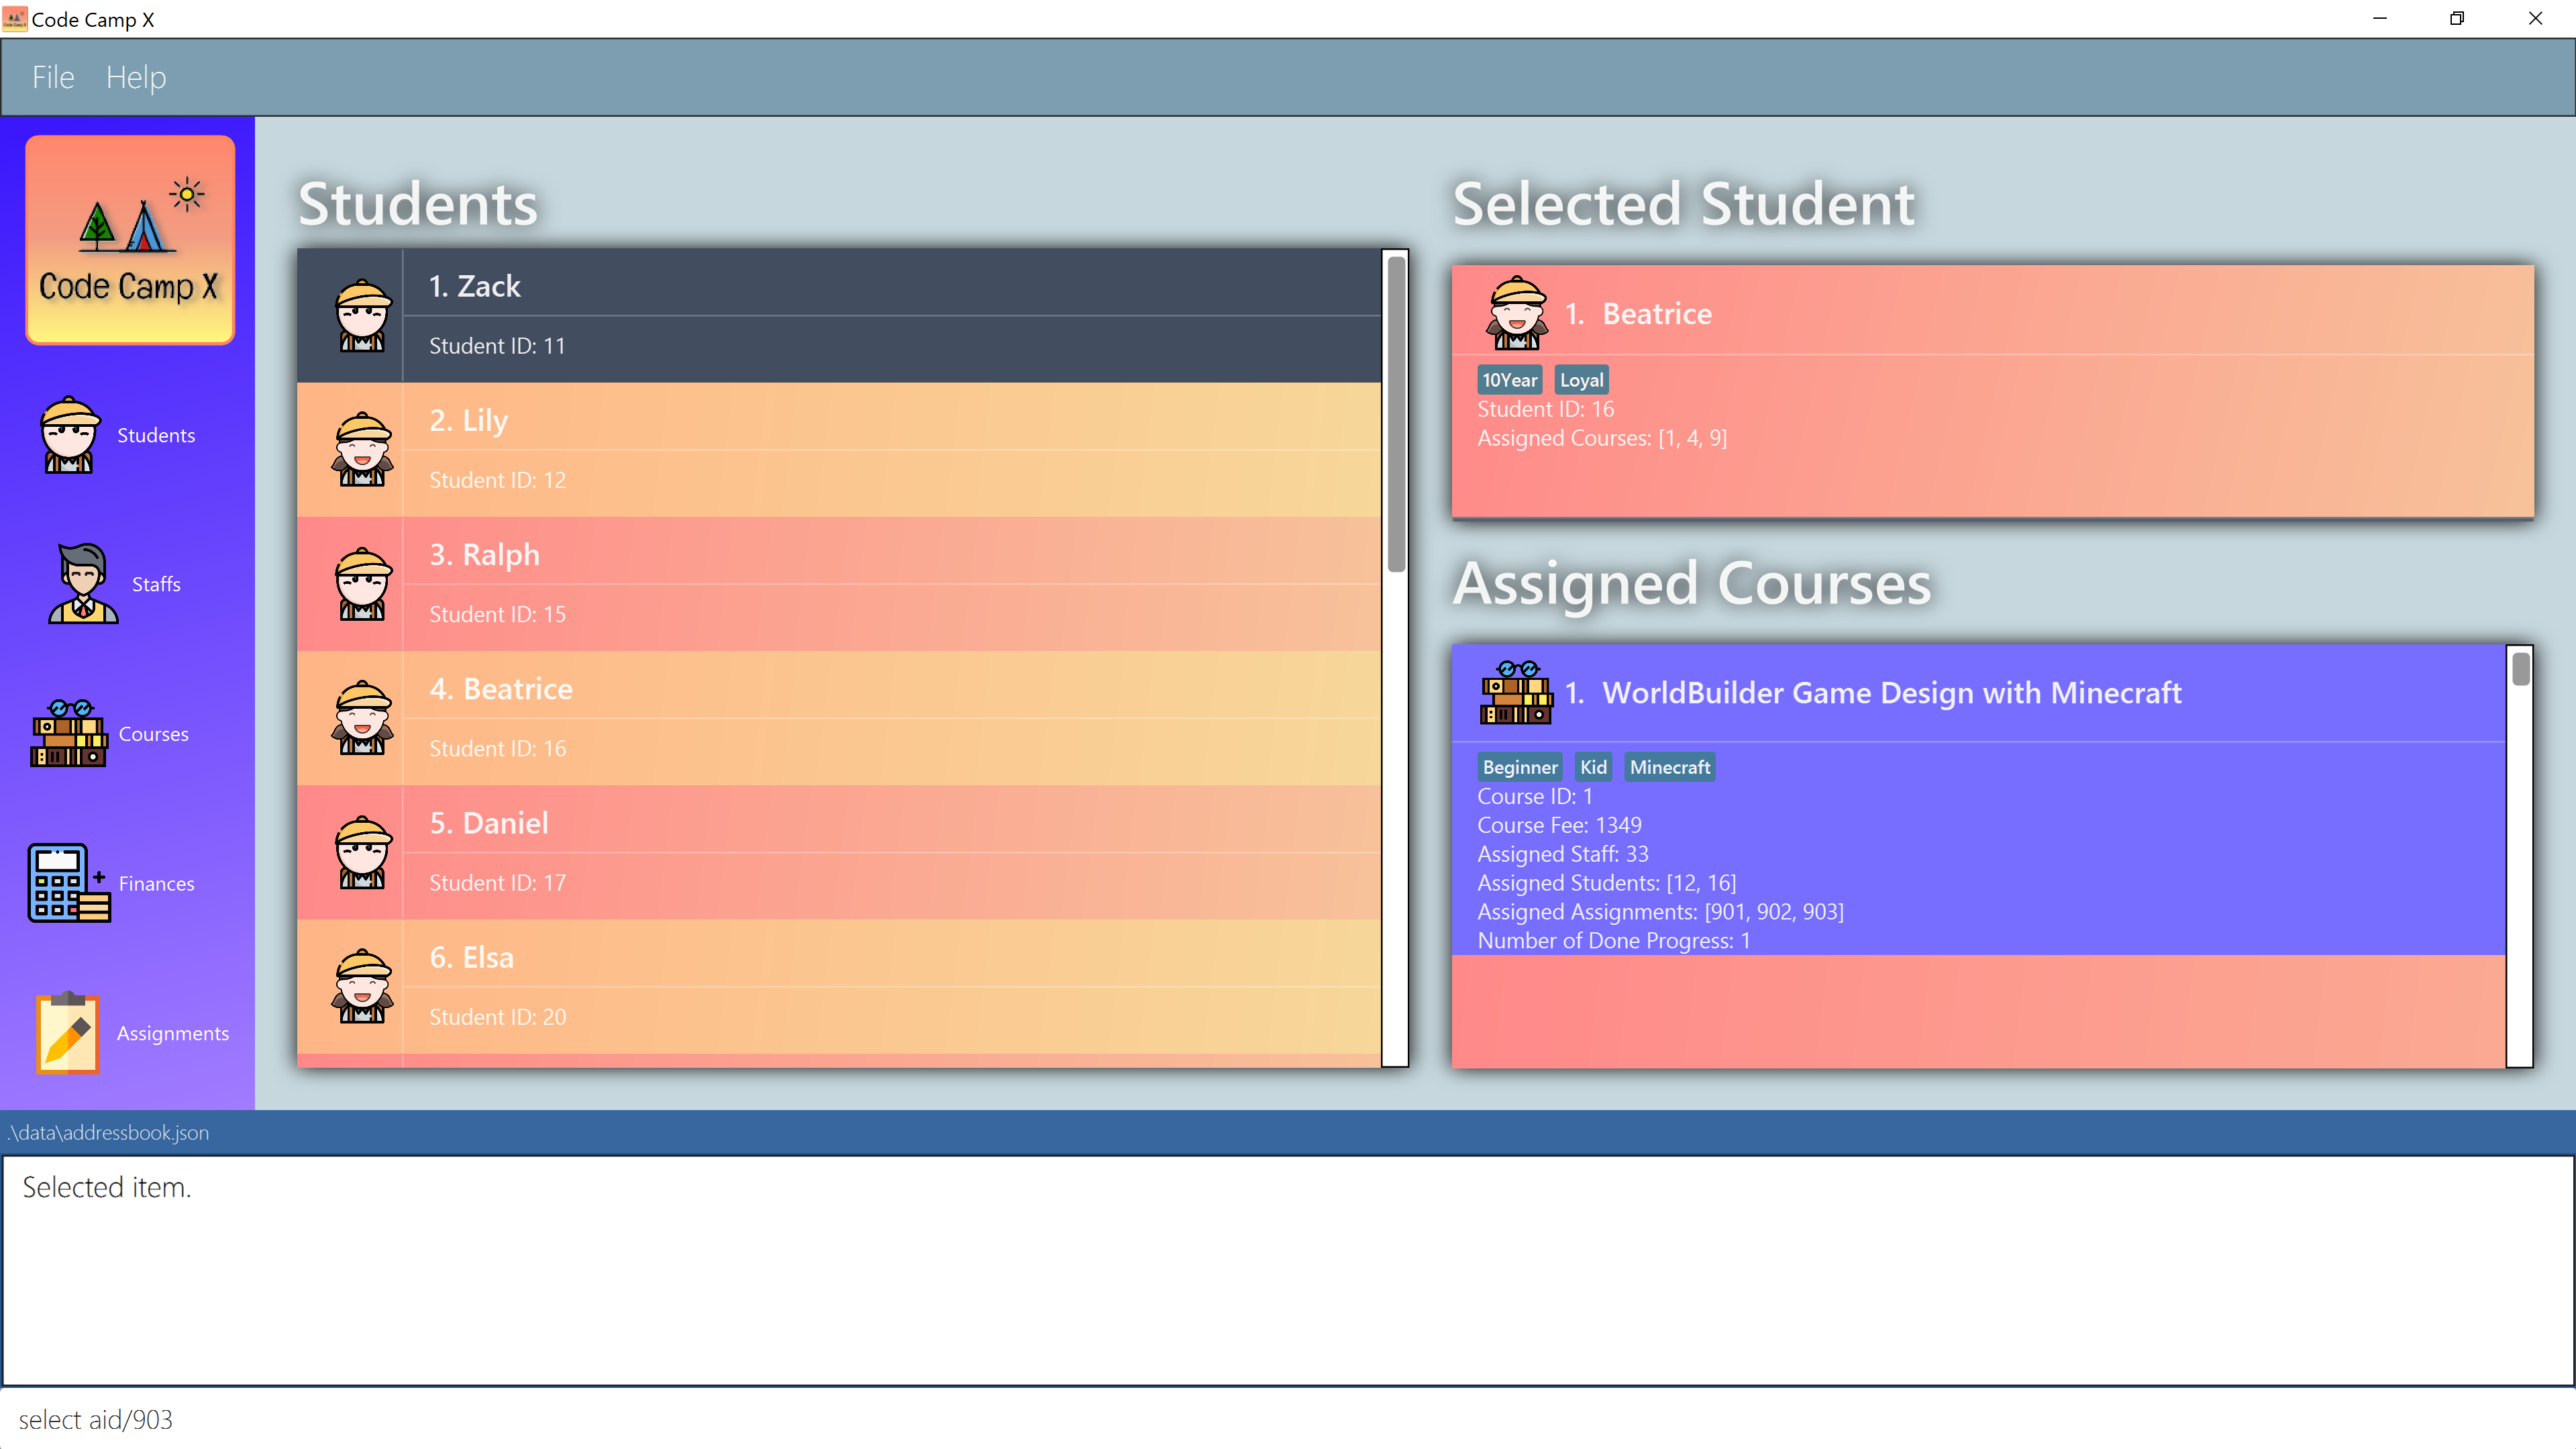 Code Camp X
File Help
Code Camp X
Students
Staffs
Courses
Finances
Assignments
Students
1. Zack
Student ID: 11
2. Lily
Student ID: 12
3. Ralph
Student ID: 15
4. Beatrice
Student ID: 16
5. Daniel
Student ID: 17
6. Elsa
Student ID: 20
Selected Student
1. Beatrice
10Year Loyal
Student ID: 16
Assigned Courses: [1, 4, 9]
Assigned Courses
1. WorldBuilder Game Design with Minecraft
Beginner Kid Minecraft
Course ID: 1
Course Fee: 1349
Assigned Staff: 33
Assigned Students: [12, 16]
Assigned Assignments: [901, 902, 903]
Number of Done Progress: 1
.\data\addressbook.json
Selected item.
select aid/903